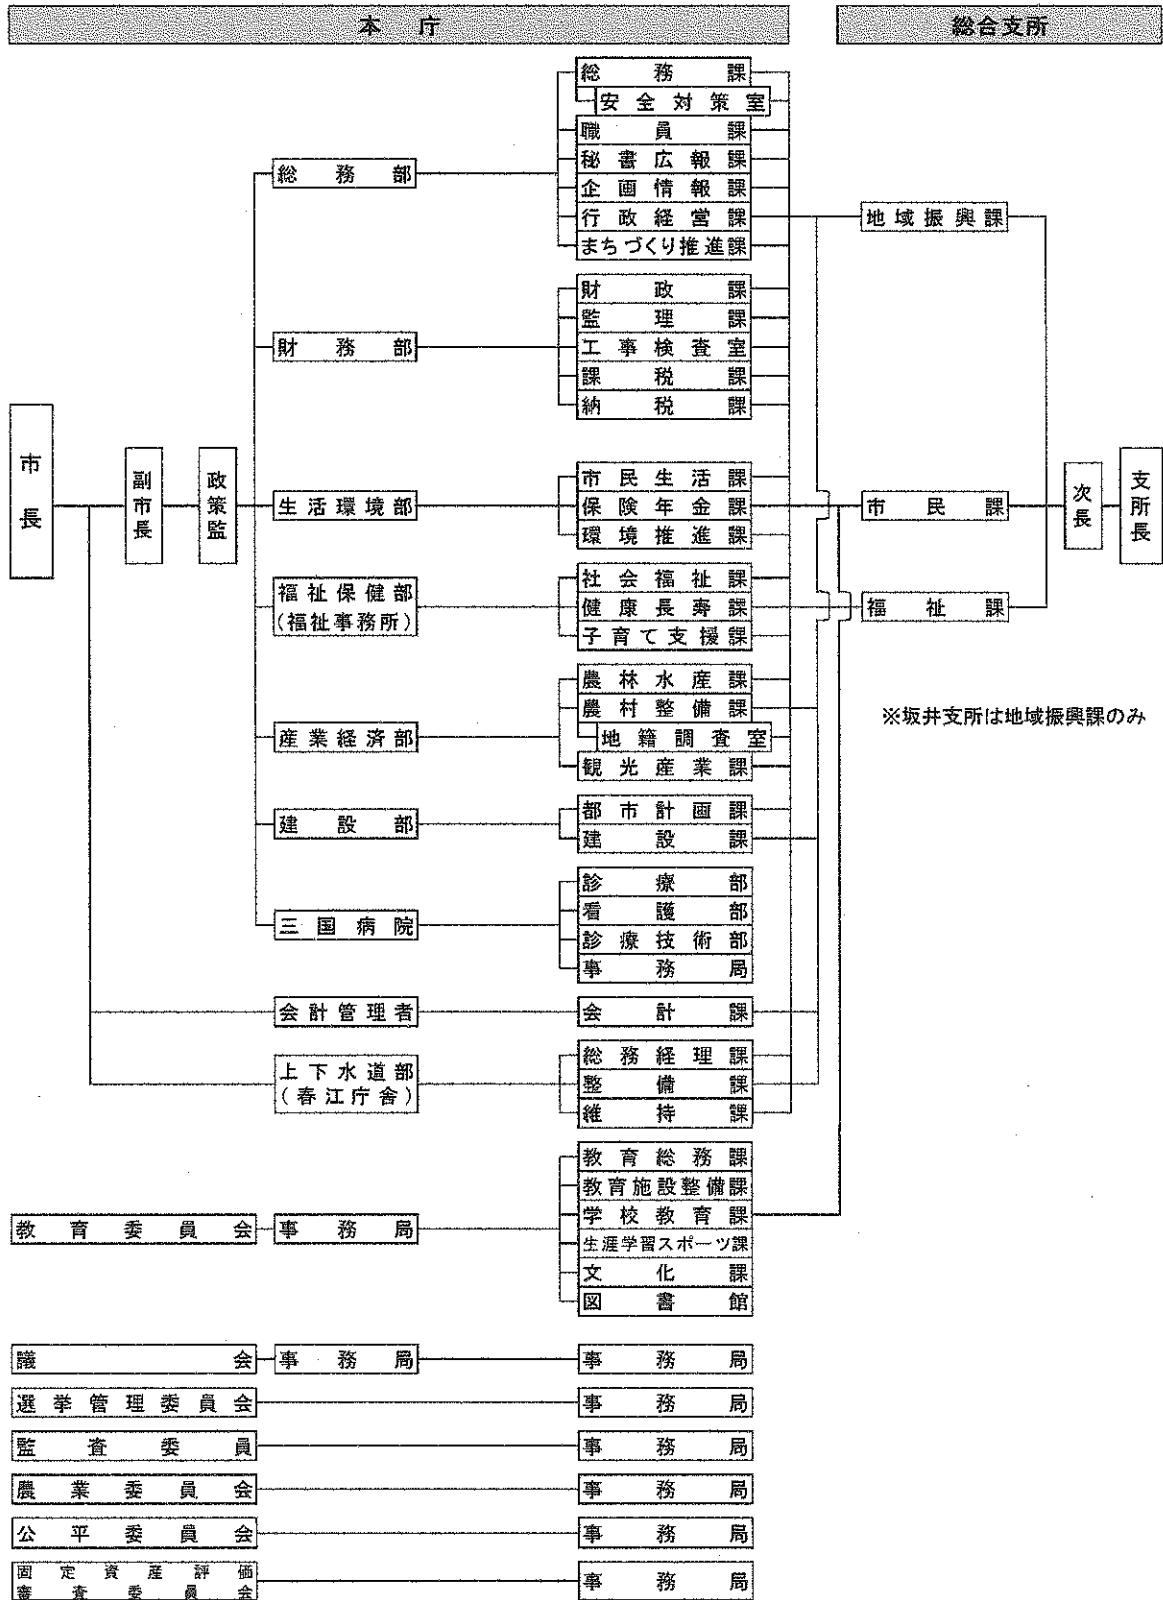 本庁
総合支所
総務課
安全対策室
職員課
秘書広報課
企画情報課
行政経営課
まちづくり推進課
総務部
地域振興課
財政課
監理課
工事検査室
課税課
納税課
財務部
市長
副市長
政策監
生活環境部
市民生活課
保険年金課
環境推進課
市民課
次長
支所長
福祉保健部
(福祉事務所)
社会福祉課
健康長寿課
子育て支援課
福祉課
産業経済部
農林水産課
農村整備課
地籍調査室
観光産業課
※坂井支所は地域振興課のみ
建設部
都市計画課
建設課
三国病院
診療部
看護部
診療技術部
事務局
会計管理者
会計課
上下水道部
(春江庁舎)
総務経理課
整備課
維持課
教育委員会
事務局
教育総務課
教育施設整備課
学校教育課
生涯学習スポーツ課
文化課
図書館
議会
事務局
事務局
選挙管理委員会
事務局
監査委員
事務局
農業委員会
事務局
公平委員会
事務局
固定資産評価
審査委員会
事務局